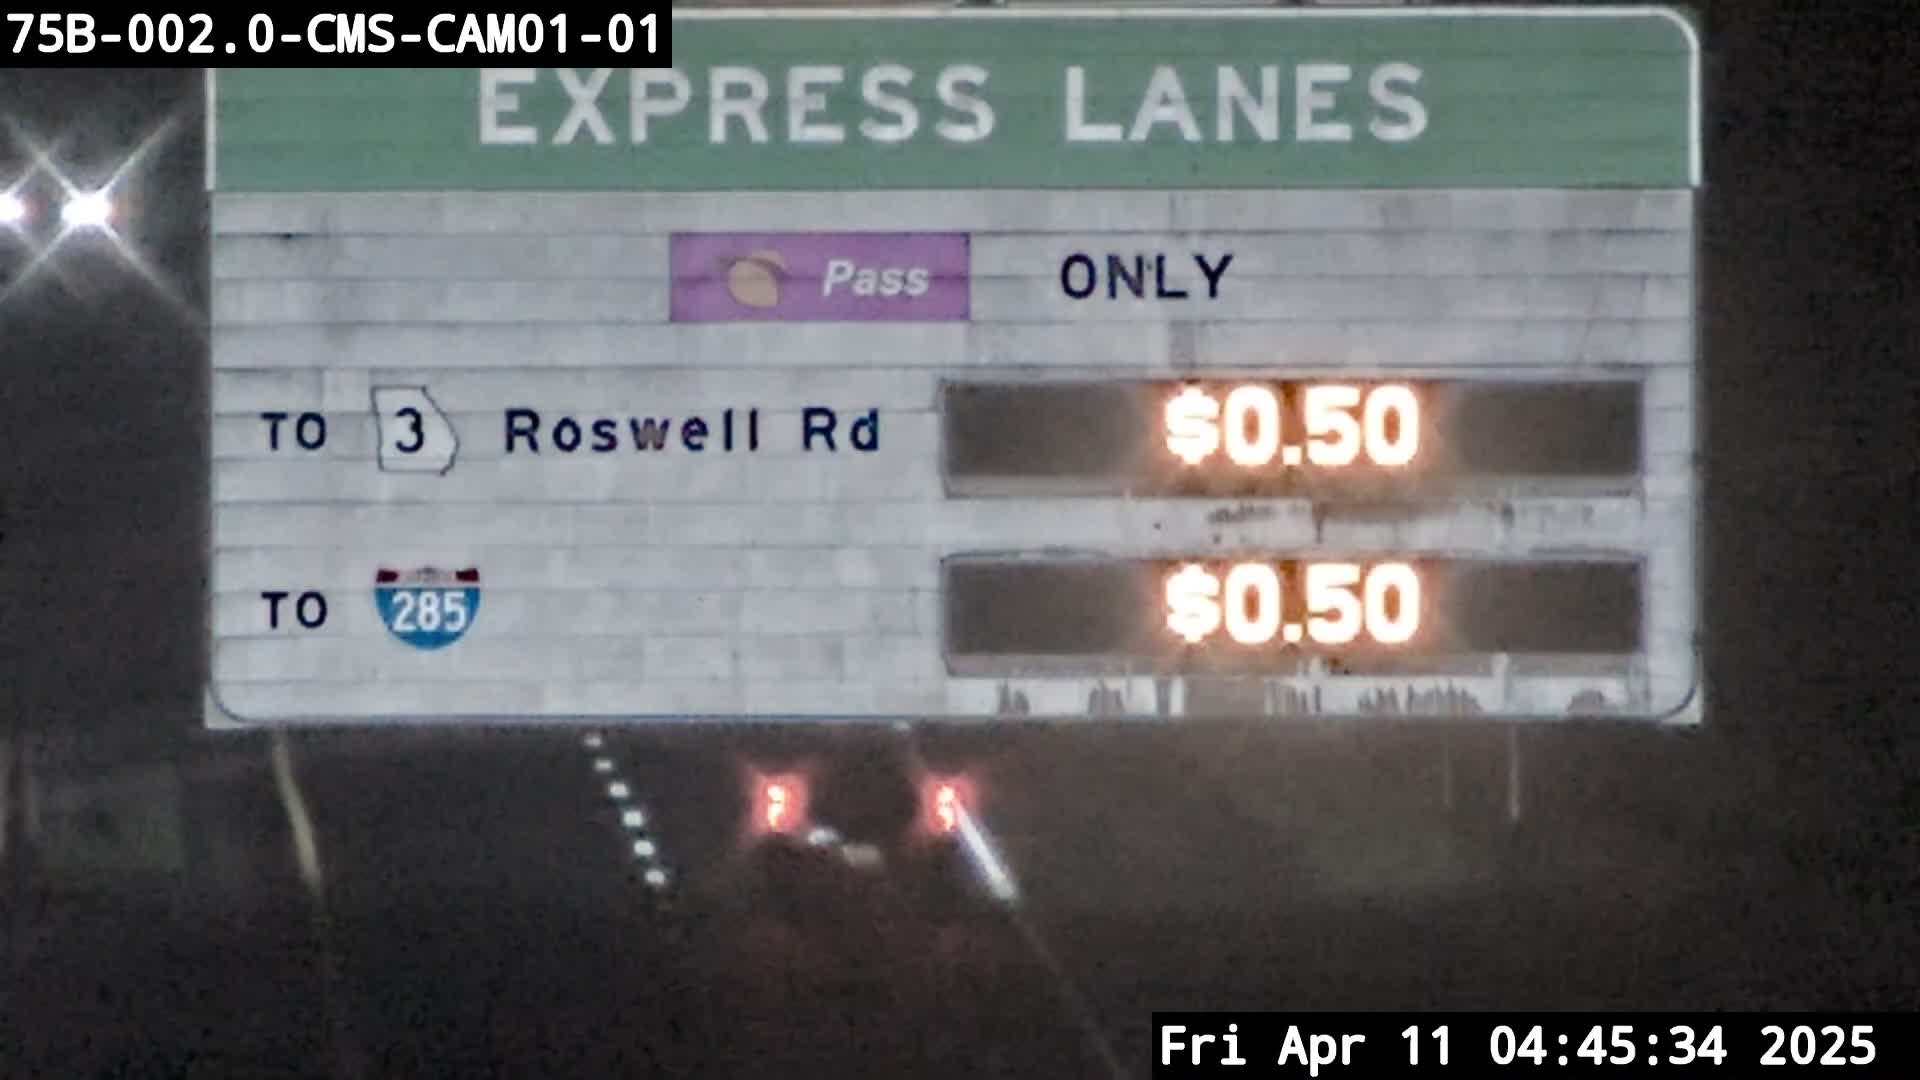 75B-002.0-CMS-CAM01-01
EXPRESS LANES
Pass ONLY
TO 3 Roswell Rd $0.50
TO 285 $0.50
Fri Apr 11 04:45:34 2025